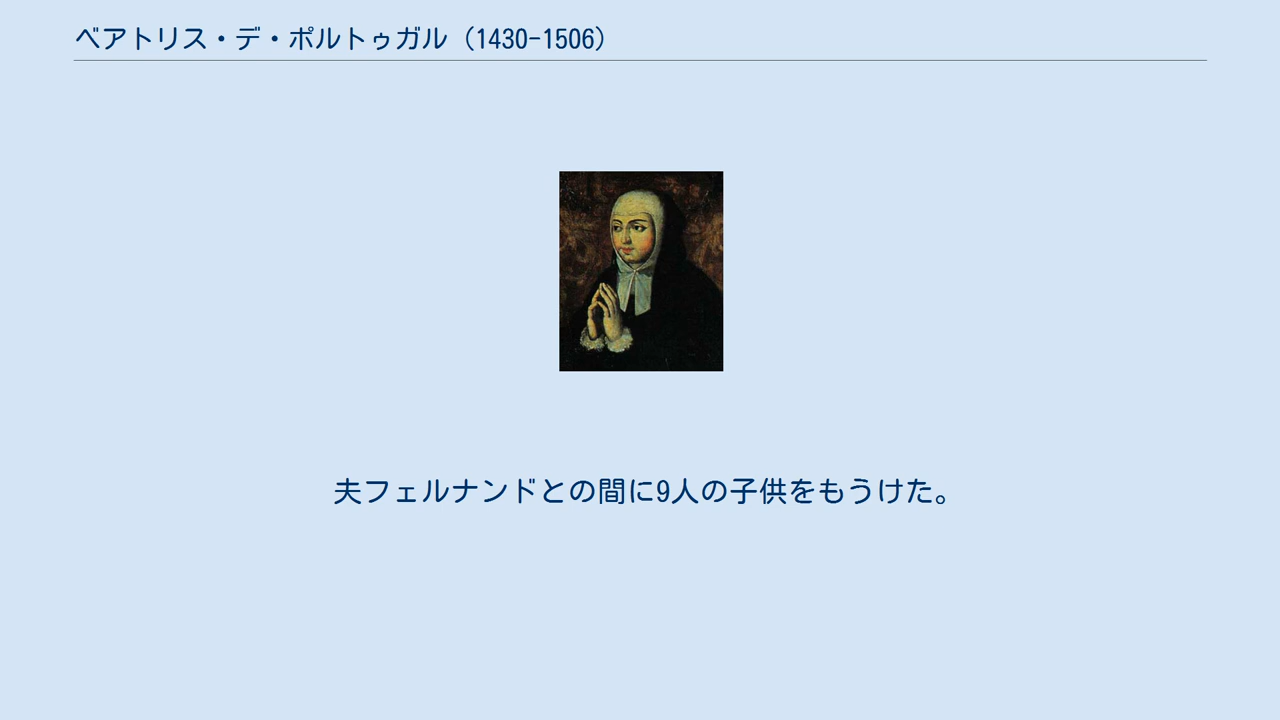 ベアトリス・デ・ポルトゥガル（1430-1506）
夫フェルナンドとの間に9人の子供をもうけた。